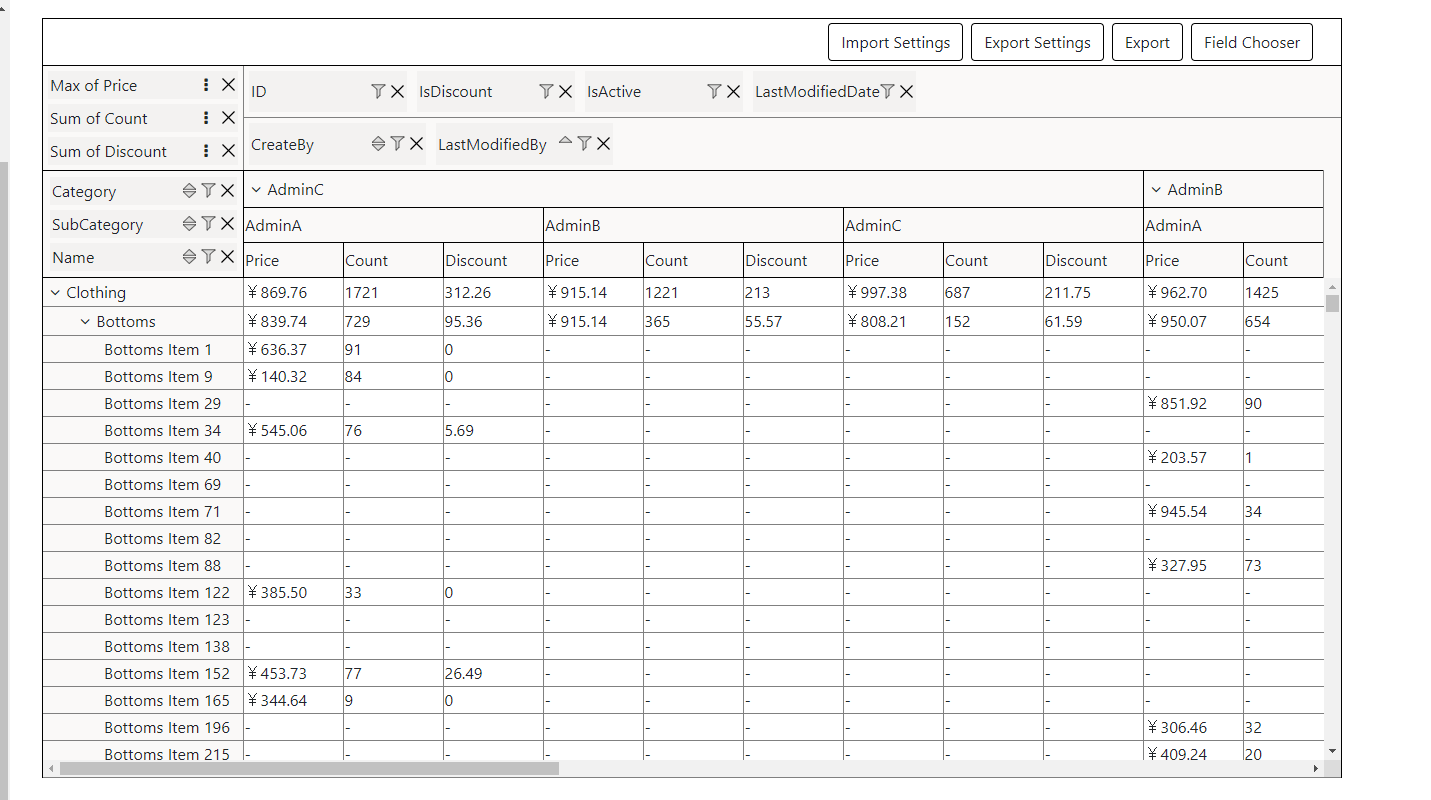 Import Settings Export Settings Export Field Chooser
Max of Price
Sum of Count
Sum of Discount
ID IsDiscount IsActive LastModifiedDate
CreateBy LastModifiedBy
Category
SubCategory
Name
AdminC AdminB
AdminA AdminB AdminC AdminA
Price Count Discount Price Count Discount Price Count Discount Price Count
Clothing ¥869.76 1721 312.26 ¥915.14 1221 213 ¥997.38 687 211.75 ¥962.70 1425
Bottoms ¥839.74 729 95.36 ¥915.14 365 55.57 ¥808.21 152 61.59 ¥950.07 654
Bottoms Item 1 ¥636.37 91 0 - - - - - - - -
Bottoms Item 9 ¥140.32 84 0 - - - - - - - -
Bottoms Item 29 - - - - - - - - - ¥851.92 90
Bottoms Item 34 ¥545.06 76 5.69 - - - - - - - -
Bottoms Item 40 - - - - - - - - - ¥203.57 1
Bottoms Item 69 - - - - - - - - - - -
Bottoms Item 71 - - - - - - - - - ¥945.54 34
Bottoms Item 82 - - - - - - - - - - -
Bottoms Item 88 - - - - - - - - - ¥327.95 73
Bottoms Item 122 ¥385.50 33 0 - - - - - - - -
Bottoms Item 123 - - - - - - - - - - -
Bottoms Item 138 - - - - - - - - - - -
Bottoms Item 152 ¥453.73 77 26.49 - - - - - - - -
Bottoms Item 165 ¥344.64 9 0 - - - - - - - -
Bottoms Item 196 - - - - - - - - - ¥306.46 32
Bottoms Item 215 - - - - - - - - - ¥409.24 20